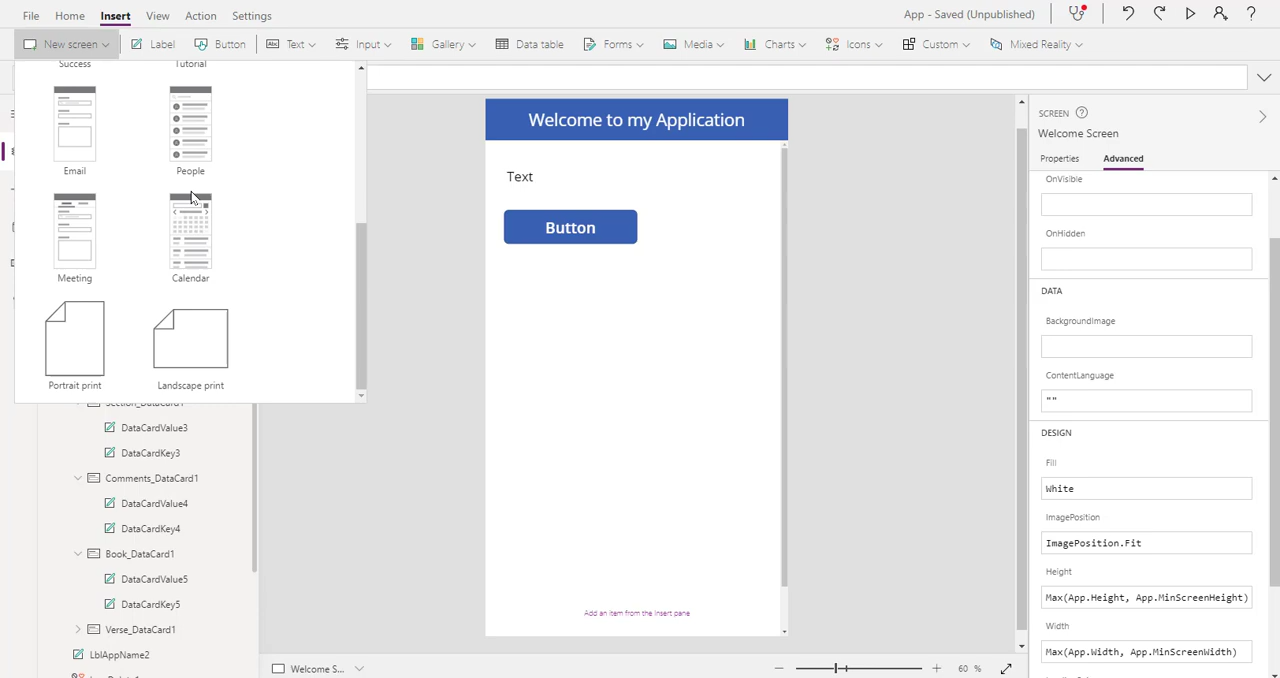 File Home Insert View Action Settings App - Saved (Unpublished)
New screen Label Button Text Input Gallery Data table Forms Media Charts Icons Custom Mixed Reality
Success Tutorial
Email People
Meeting Calendar
Portrait print Landscape print
DataCardValue3
DataCardKey3
Comments_DataCard1
DataCardValue4
DataCardKey4
Book_DataCard1
DataCardValue5
DataCardKey5
Verse_DataCard1
LblAppName2
Welcome to my Application
Text
Button
Add an item from the Insert pane
Welcome S... 60 %
SCREEN
Welcome Screen
Properties Advanced
OnVisible
OnHidden
DATA
BackgroundImage
ContentLanguage
""
DESIGN
Fill
White
ImagePosition
ImagePosition.Fit
Height
Max(App.Height, App.MinScreenHeight)
Width
Max(App.Width, App.MinScreenWidth)